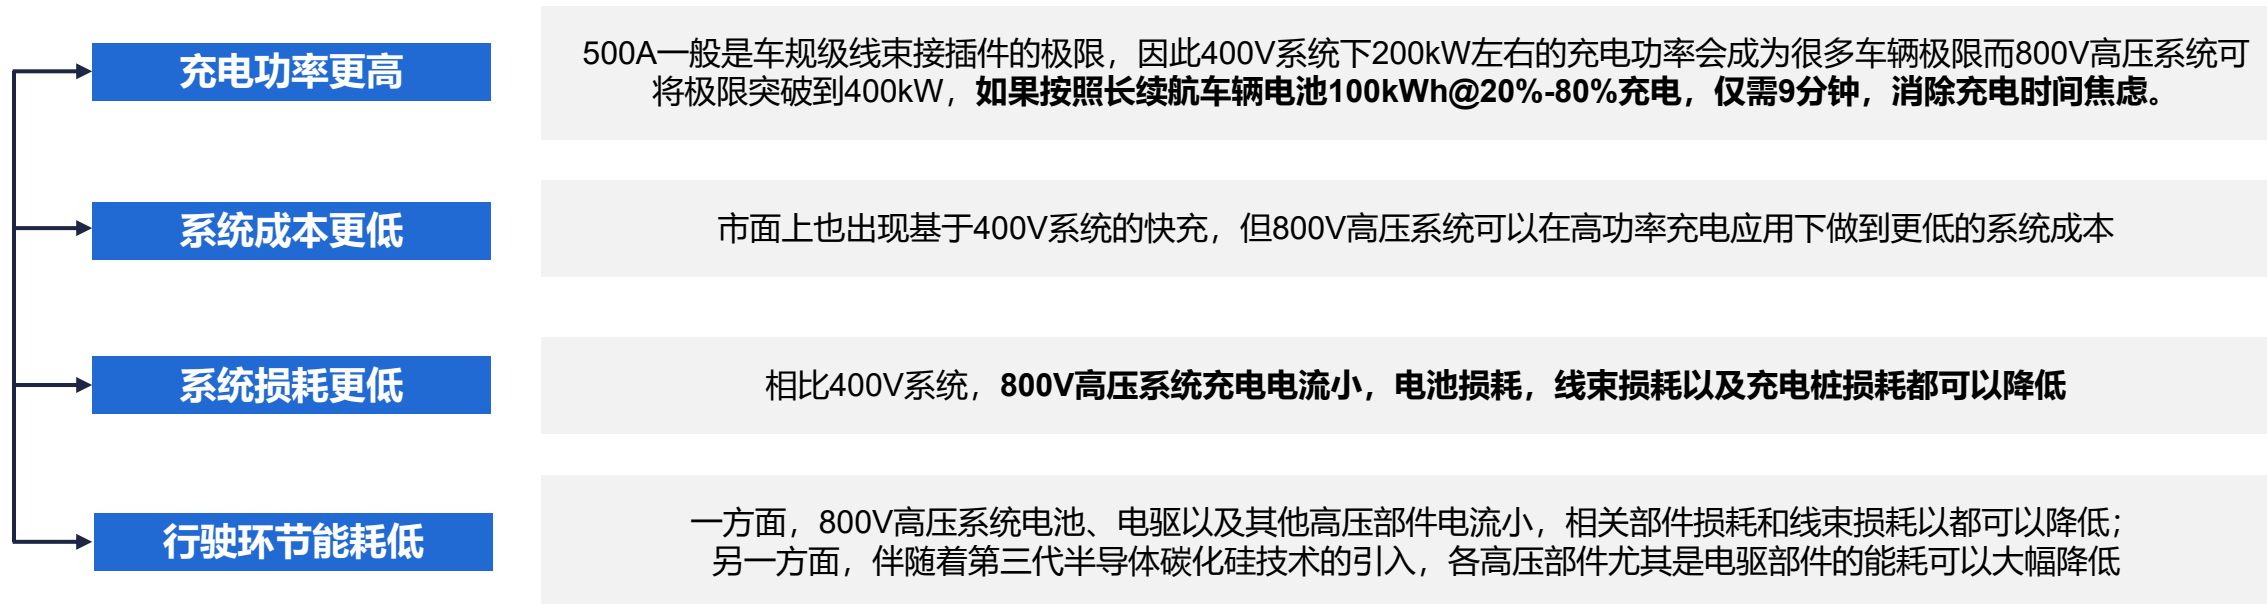 充电功率更高
500A一般是车规级线束接插件的极限，因此400V系统下200kW左右的充电功率会成为很多车辆极限而800V高压系统可
将极限突破到400kW，如果按照长续航车辆电池100kWh@20%-80%充电，仅需9分钟，消除充电时间焦虑。
系统成本更低
市面上也出现基于400V系统的快充，但800V高压系统可以在高功率充电应用下做到更低的系统成本
系统损耗更低
相比400V系统，800V高压系统充电电流小，电池损耗，线束损耗以及充电桩损耗都可以降低
行驶环节能耗低
一方面，800V高压系统电池、电驱以及其他高压部件电流小，相关部件损耗和线束损耗以都可以降低；
另一方面，伴随着第三代半导体碳化硅技术的引入，各高压部件尤其是电驱部件的能耗可以大幅降低